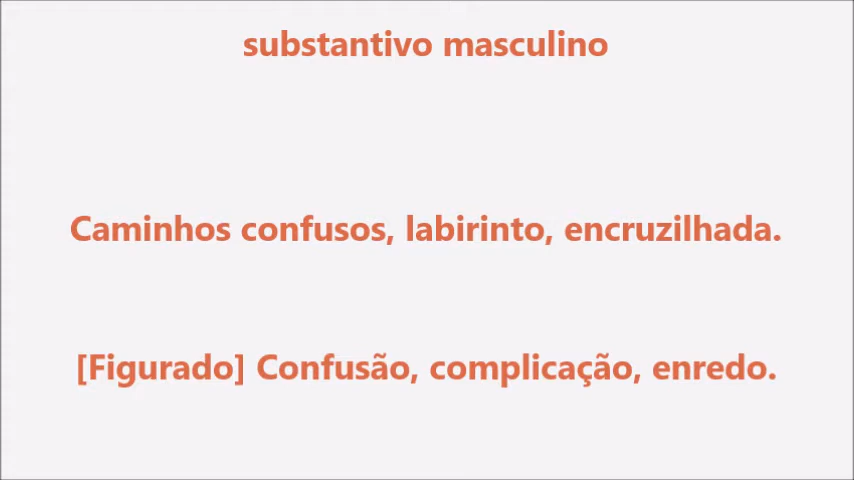 substantivo masculino
Caminhos confusos, labirinto, encruzilhada.
[Figurado] Confusão, complicação, enredo.